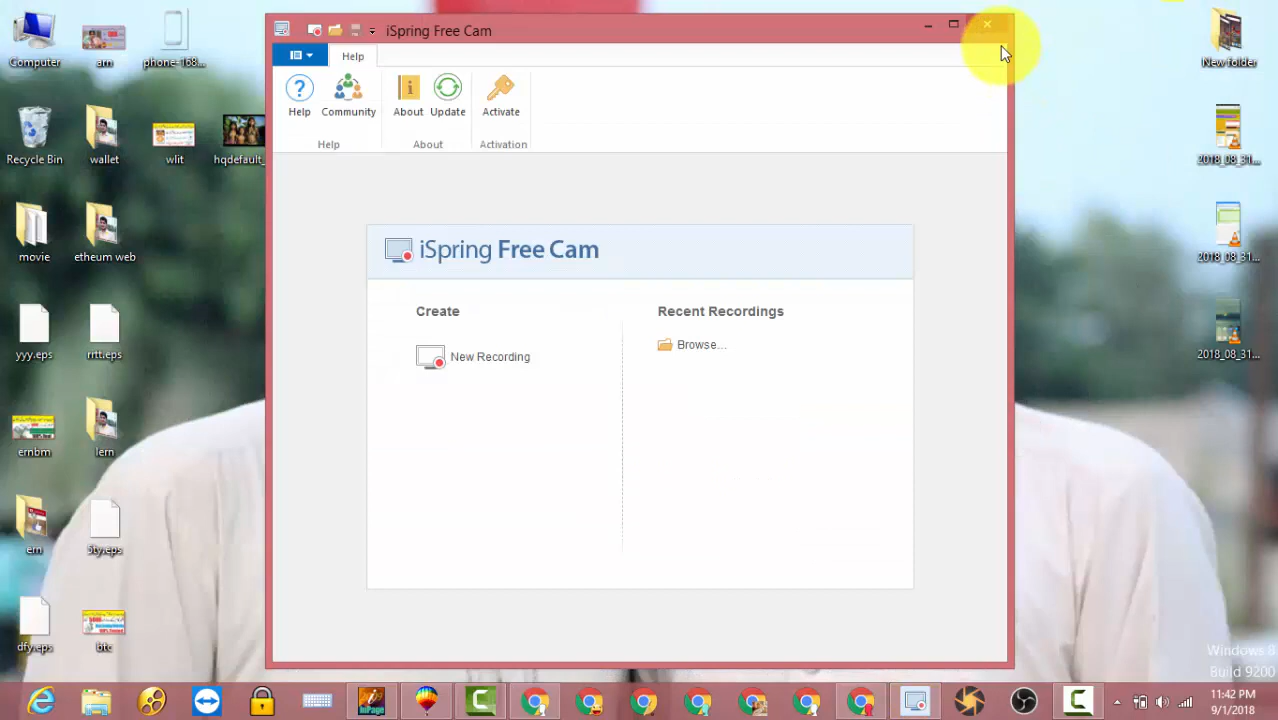 iSpring Free Cam
Help
Help
Community
About
Update
Activate
Help
About
Activation
iSpring Free Cam
Create
New Recording
Recent Recordings
Browse...
Computer
arn
phone-168...
Recycle Bin
wallet
wlit
hqdefault_
movie
etheum web
yyy.eps
rrtt.eps
ernbm
lern
ern
5ty.eps
dfy.eps
btc
New folder
2018_08_31...
2018_08_31...
2018_08_31...
Windows 8
Build 9200
11:42 PM
9/1/2018